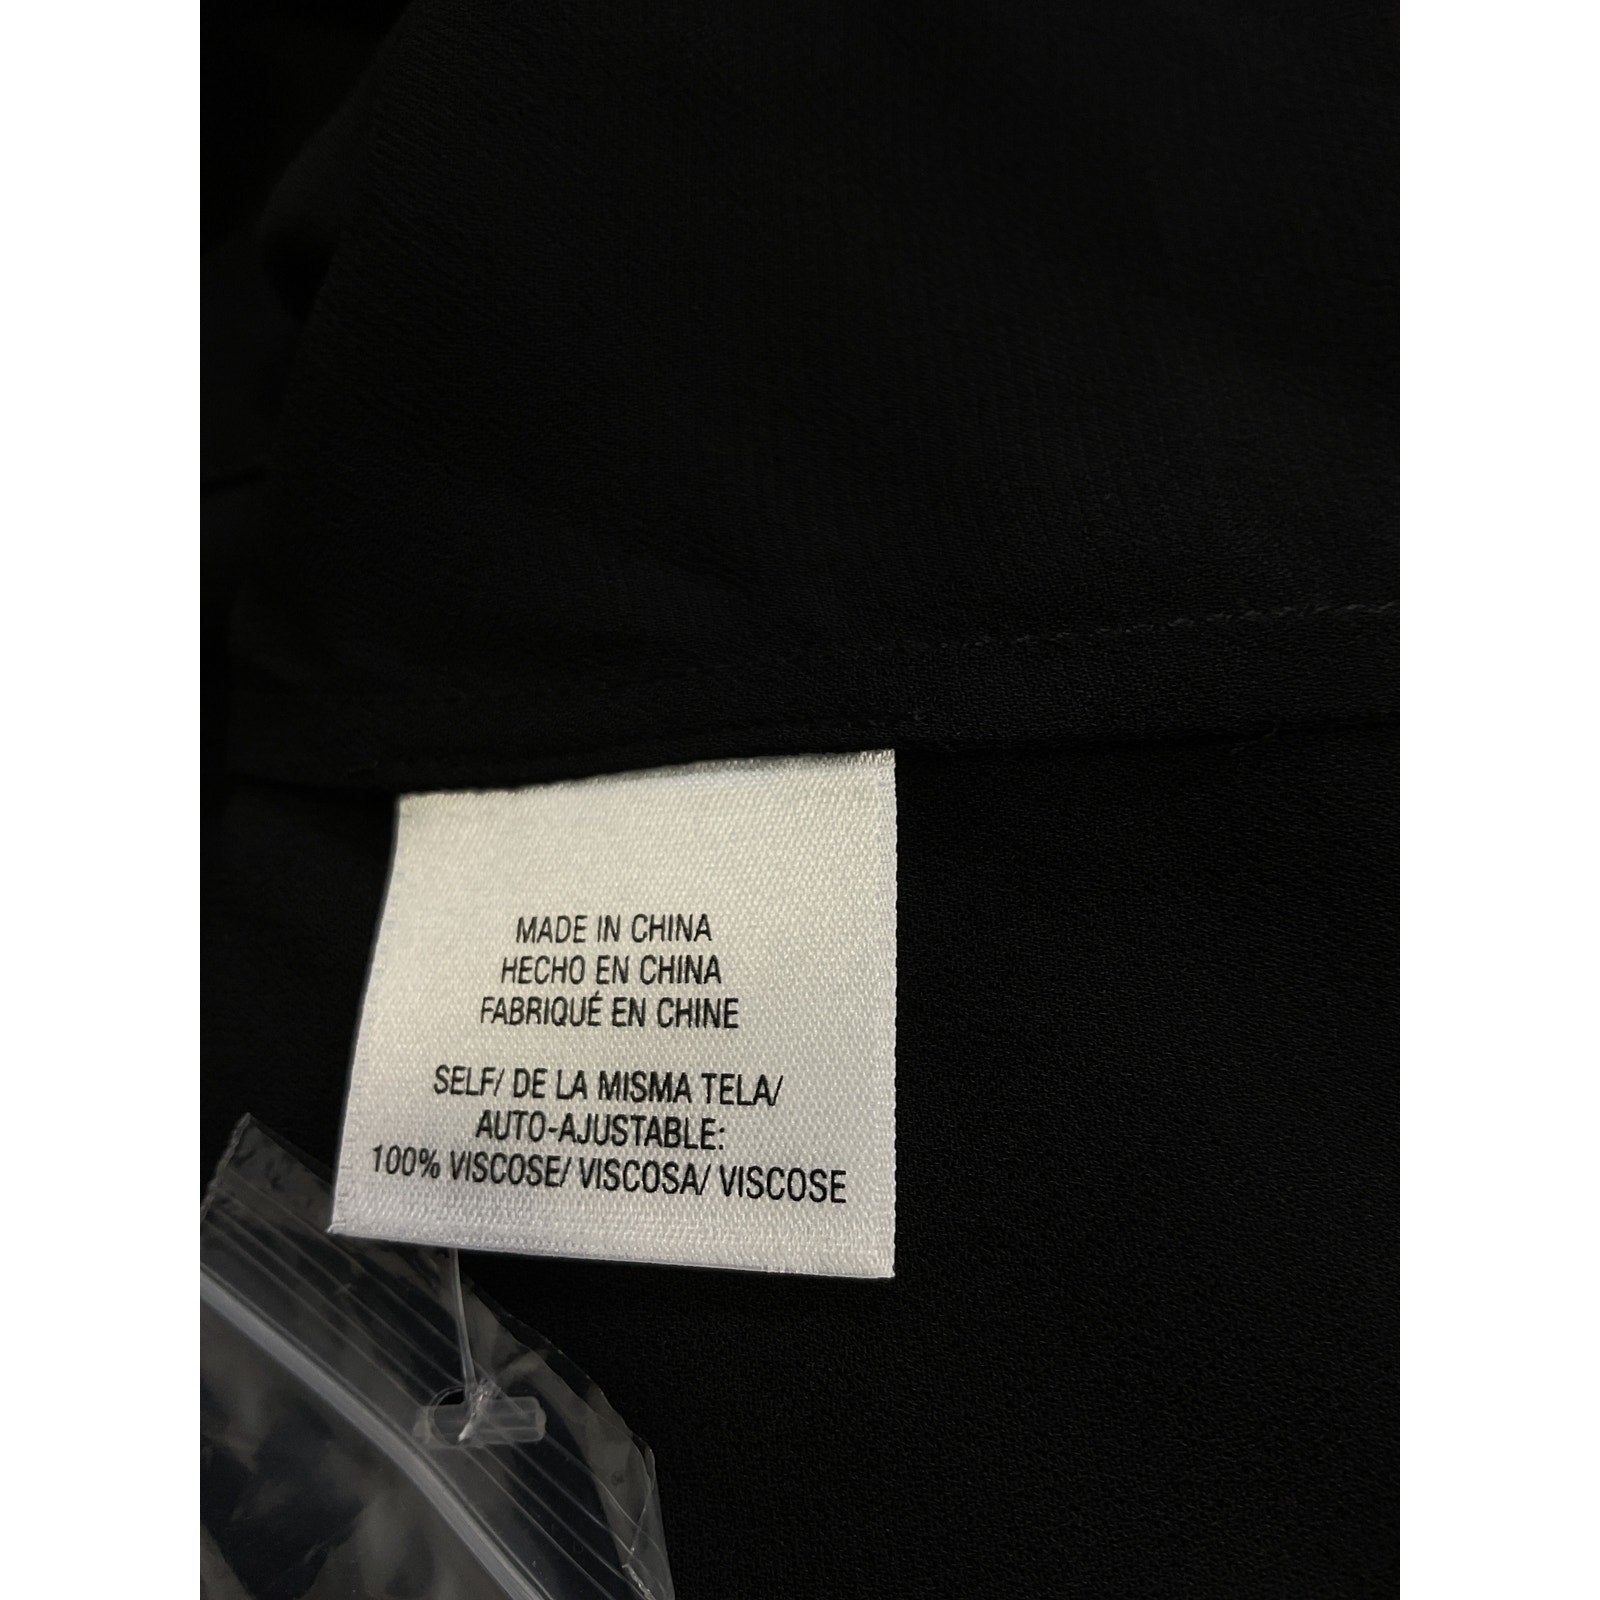 MADE IN CHINA
HECHO EN CHINA
FABRIQUÉ EN CHINE
SELF/ DE LA MISMA TELA/
AUTO-AJUSTABLE:
100% VISCOSE/ VISCOSA/ VISCOSE